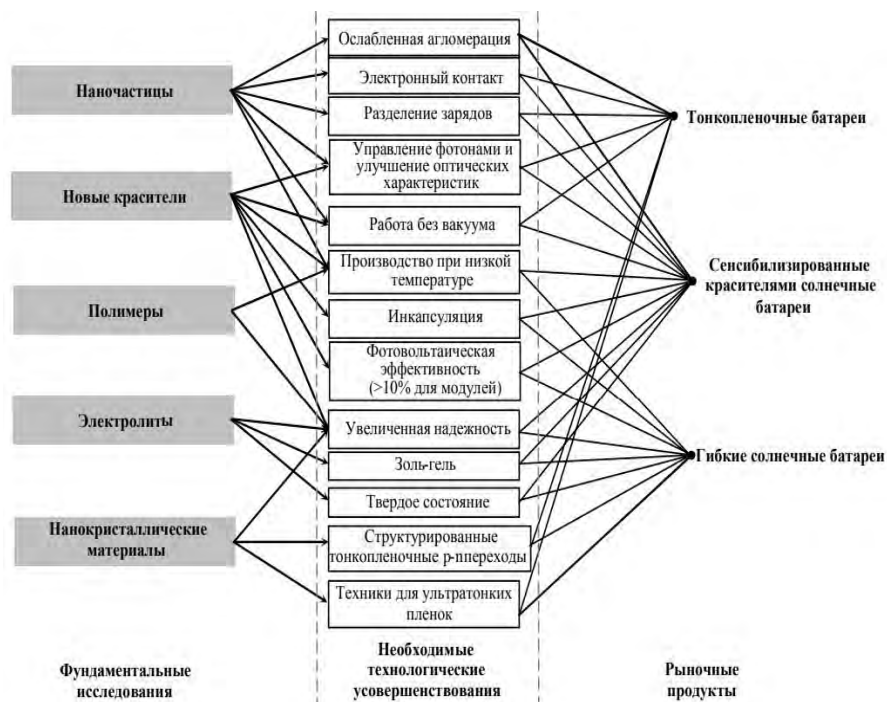 Наночастицы
Новые красители
Полимеры
Электролиты
Нанокристаллические
материалы
Фундаментальные
исследования
Ослабленная агломерация
Электронный контакт
Разделение зарядов
Управление фотонами и
улучшение оптических
характеристик
Работа без вакуума
Производство при низкой
температуре
Инкапсуляция
Фотовольтаическая
эффективность
(>10% для модулей)
Увеличенная надежность
Золь-гель
Твердое состояние
Структурированные
тонкопленочные р-ппереходы
Техники для ультратонких
пленок
Необходимые
технологические
усовершенствования
Тонкопленочные батареи
Сенсибилизированные
красителями солнечные
батареи
Гибкие солнечные батареи
Рыночные
продукты